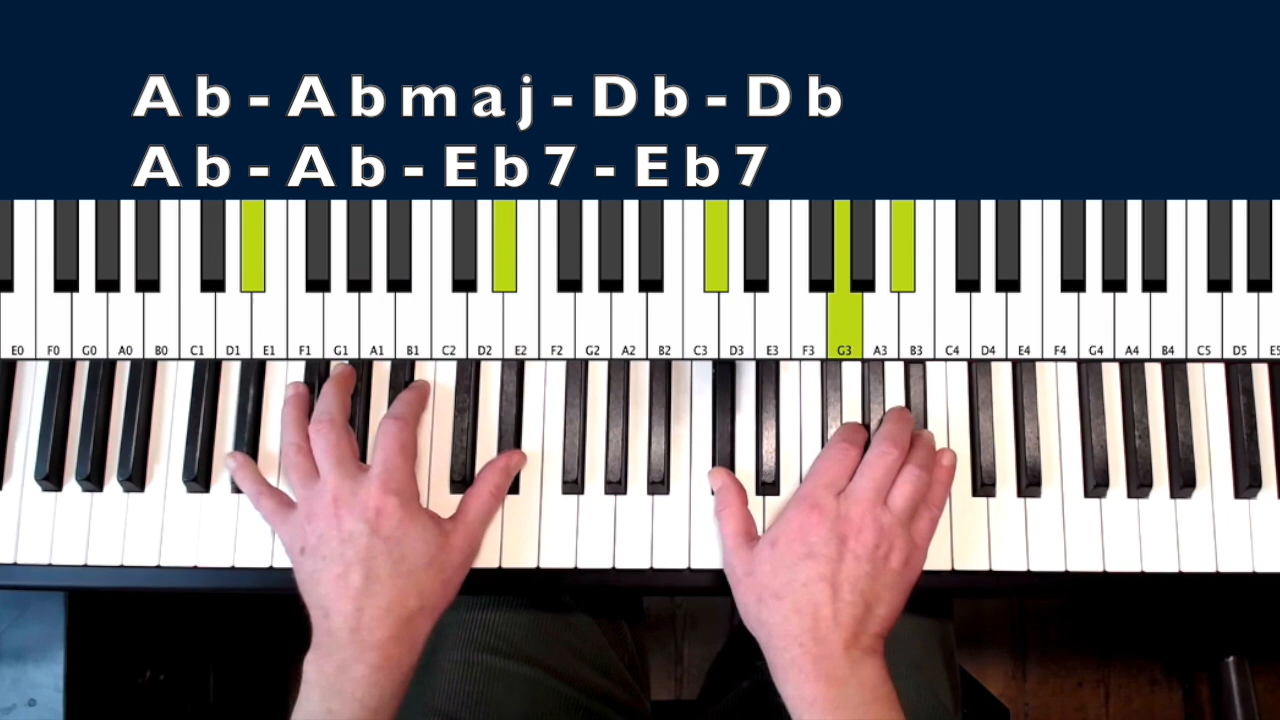 Ab-Abmaj-Db-Db
Ab-Ab-Eb7-Eb7
E0 F0 G0 A0 B0 C1 D1 E1 F1 G1 A1 B1 C2 D2 E2 F2 G2 A2 B2 C3 D3 E3 F3 G3 A3 B3 C4 D4 E4 F4 G4 A4 B4 C5 D5 E5